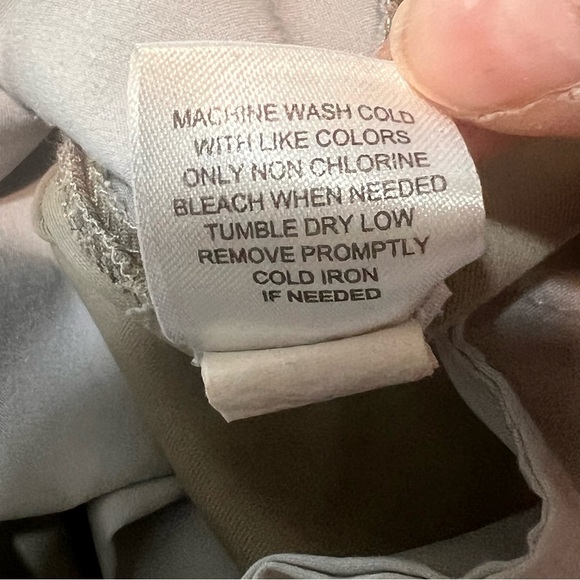 MACHINE WASH COLD
WITH LIKE COLORS
ONLY NON CHLORINE
BLEACH WHEN NEEDED
TUMBLE DRY LOW
REMOVE PROMPTLY
COLD IRON
IF NEEDED